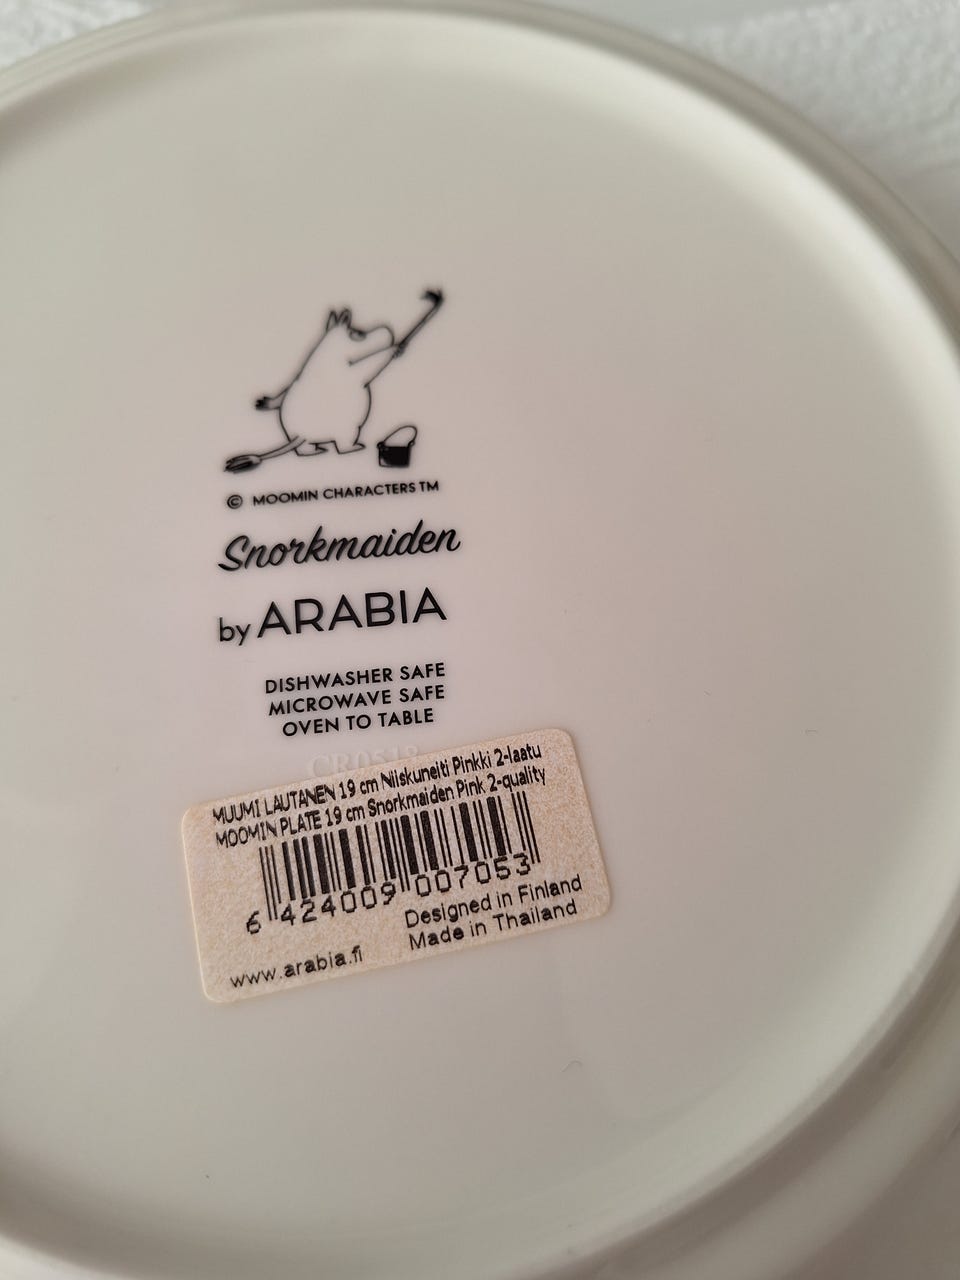 © MOOMIN CHARACTERS TM
Snorkmaiden
by ARABIA
DISHWASHER SAFE
MICROWAVE SAFE
OVEN TO TABLE
CR0518
MUUMI LAUTANEN 19 cm Niiskuneiti Pinkki 2-laatu
MOOMIN PLATE 19 cm Snorkmaiden Pink 2-quality
6 424009 007053
Designed in Finland
Made in Thailand
www.arabia.fi